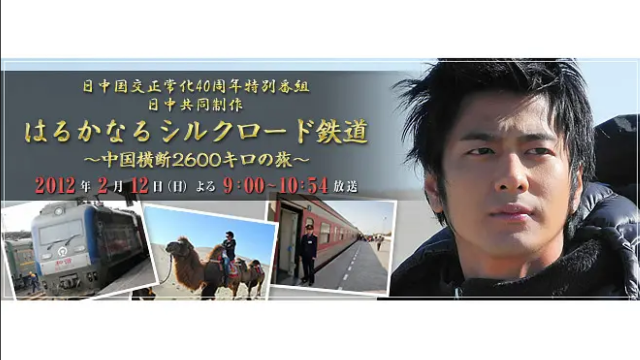 日中国交正常化40周年特別番組
日中共同制作
はるかなるシルクロード鉄道
〜中国横断2600キロの旅〜
2012年 2月 12日(日) よる 9:00〜10:54 放送